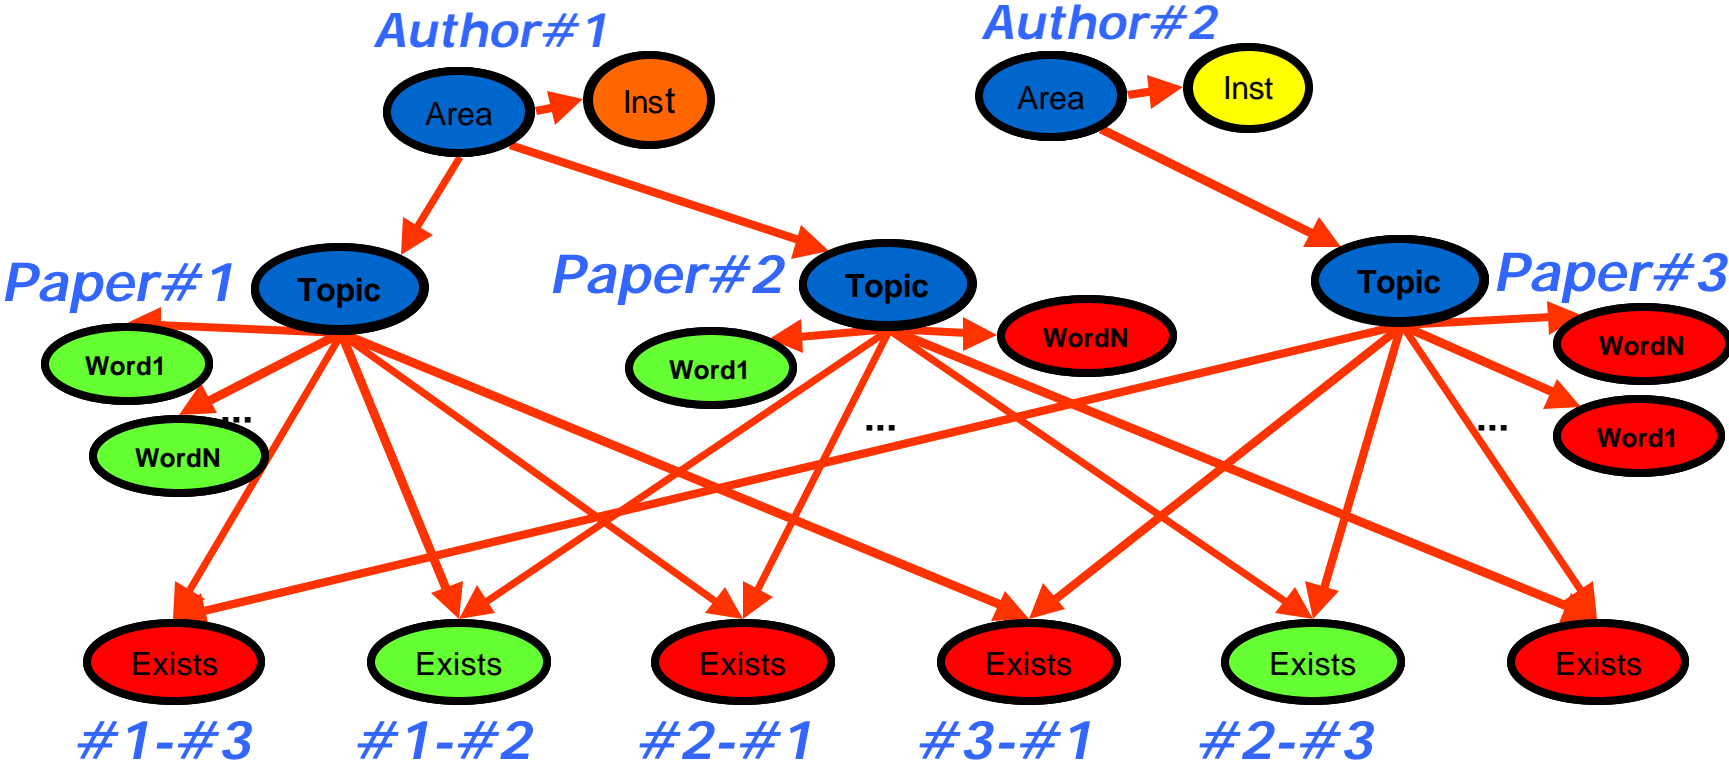 Author#1
Author#2
Area
Inst
Area
Inst
Paper#1
Topic
Paper#2
Topic
Topic
Paper#3
Word1
WordN
...
Word1
WordN
...
WordN
Word1
...
Exists
Exists
Exists
Exists
Exists
Exists
#1-#3
#1-#2
#2-#1
#3-#1
#2-#3